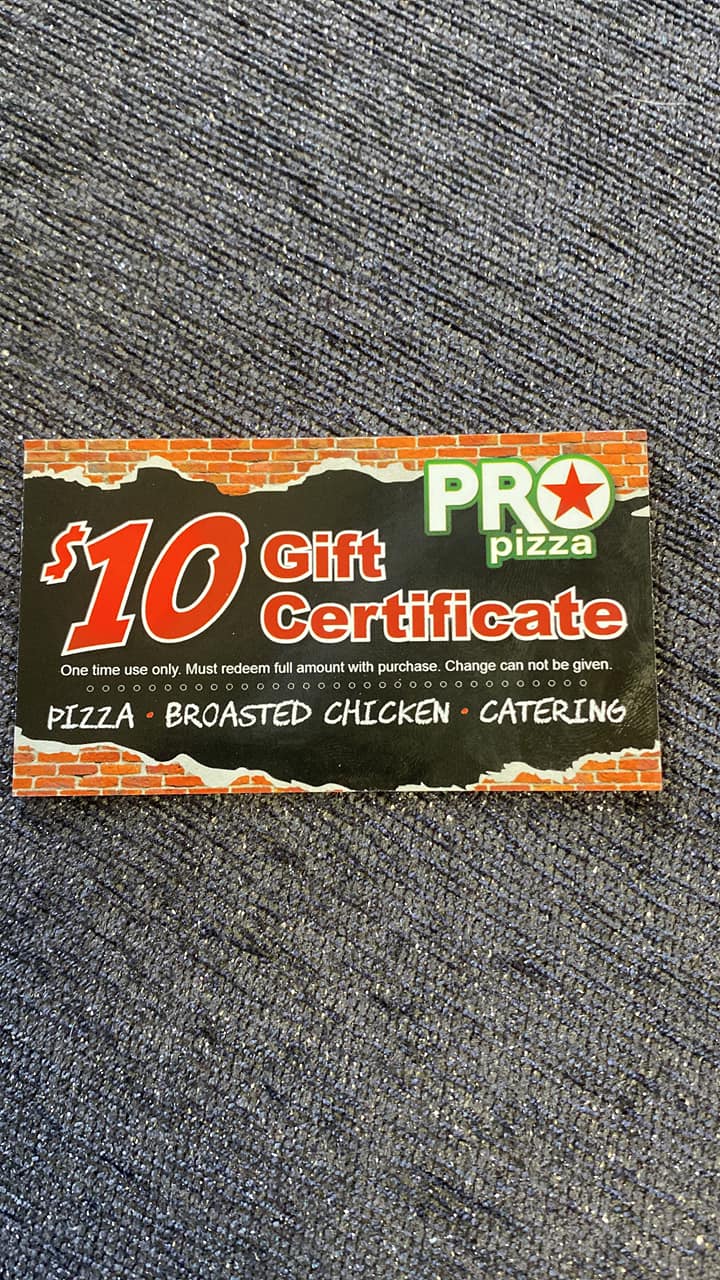 PRO
pizza
$10 Gift
Certificate
One time use only. Must redeem full amount with purchase. Change can not be given.
PIZZA • BROASTED CHICKEN • CATERING